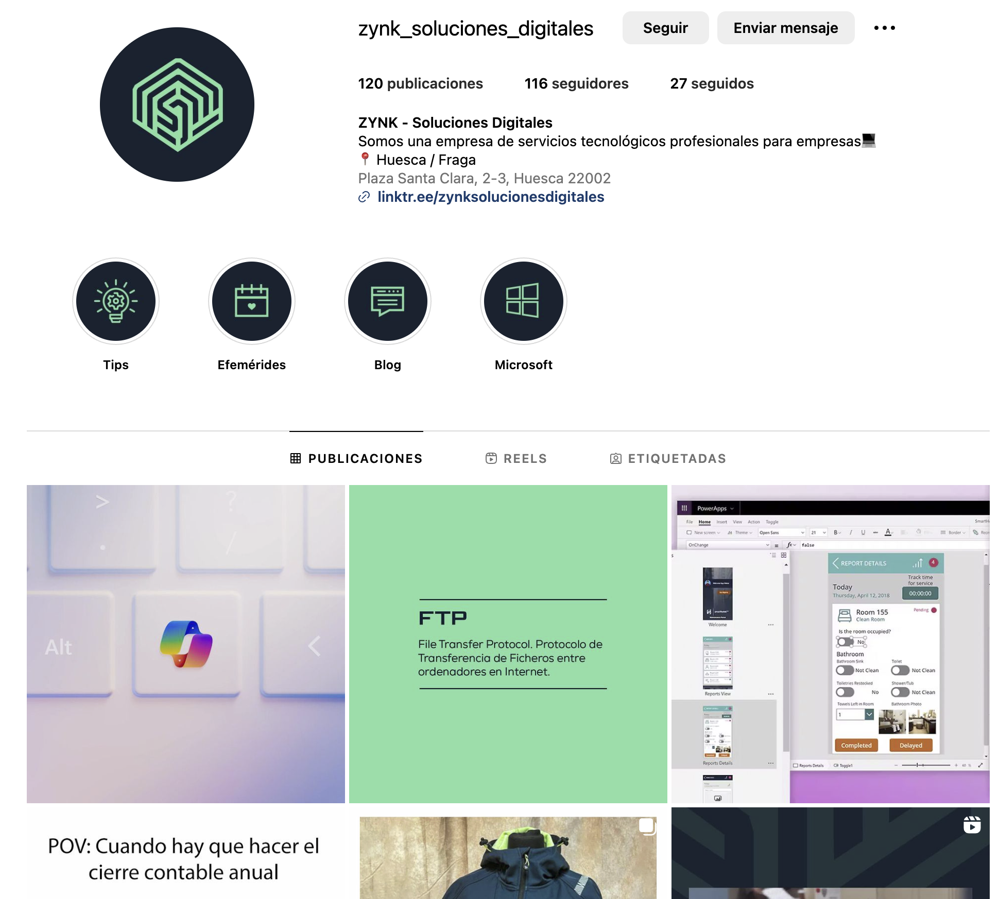 zynk_soluciones_digitales
Seguir
Enviar mensaje
120 publicaciones
116 seguidores
27 seguidos
ZYNK - Soluciones Digitales
Somos una empresa de servicios tecnológicos profesionales para empresas💻
📍 Huesca / Fraga
Plaza Santa Clara, 2-3, Huesca 22002
linktr.ee/zynksolucionesdigitales
Tips
Efemérides
Blog
Microsoft
PUBLICACIONES
REELS
ETIQUETADAS
> ?
. /
Alt
<
FTP
File Transfer Protocol. Protocolo de
Transferencia de Ficheros entre
ordenadores en Internet.
PowerApps
File Home Insert View Action Toggle
New screen Theme Open Sans 21 B I U A Border
OnChange = fx false
Welcome
Reports View
Reports Details
REPORT DETAILS 4
Track time
for service
Today
Thursday, April 12, 2018
00:00:00
Room 155
Pending
Clean Room
Is the room occupied?
No
Bathroom
Bathroom Sink Toilet
Not Clean Not Clean
Toiletries Restocked Shower/Tub
No Not Clean
Towels Left in Room Bathroom Photo
1
Completed Delayed
Reports Details Toggle1 60 %
POV: Cuando hay que hacer el
cierre contable anual